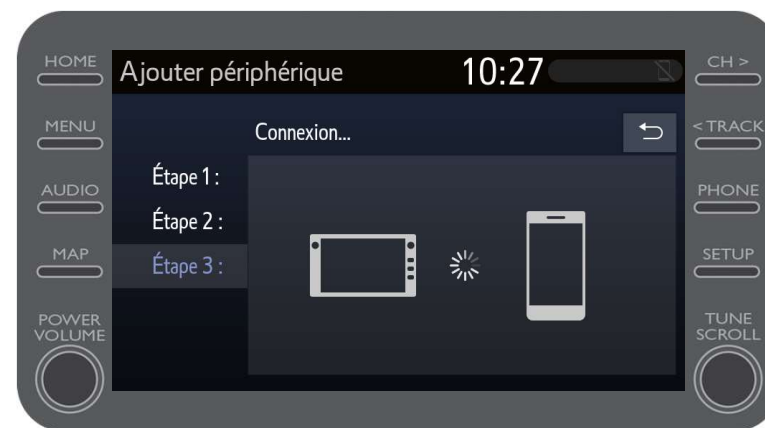 HOME
MENU
AUDIO
MAP
POWER
VOLUME
Ajouter périphérique 10:27
Connexion...
Étape 1 :
Étape 2 :
Étape 3 :
CH >
< TRACK
PHONE
SETUP
TUNE
SCROLL